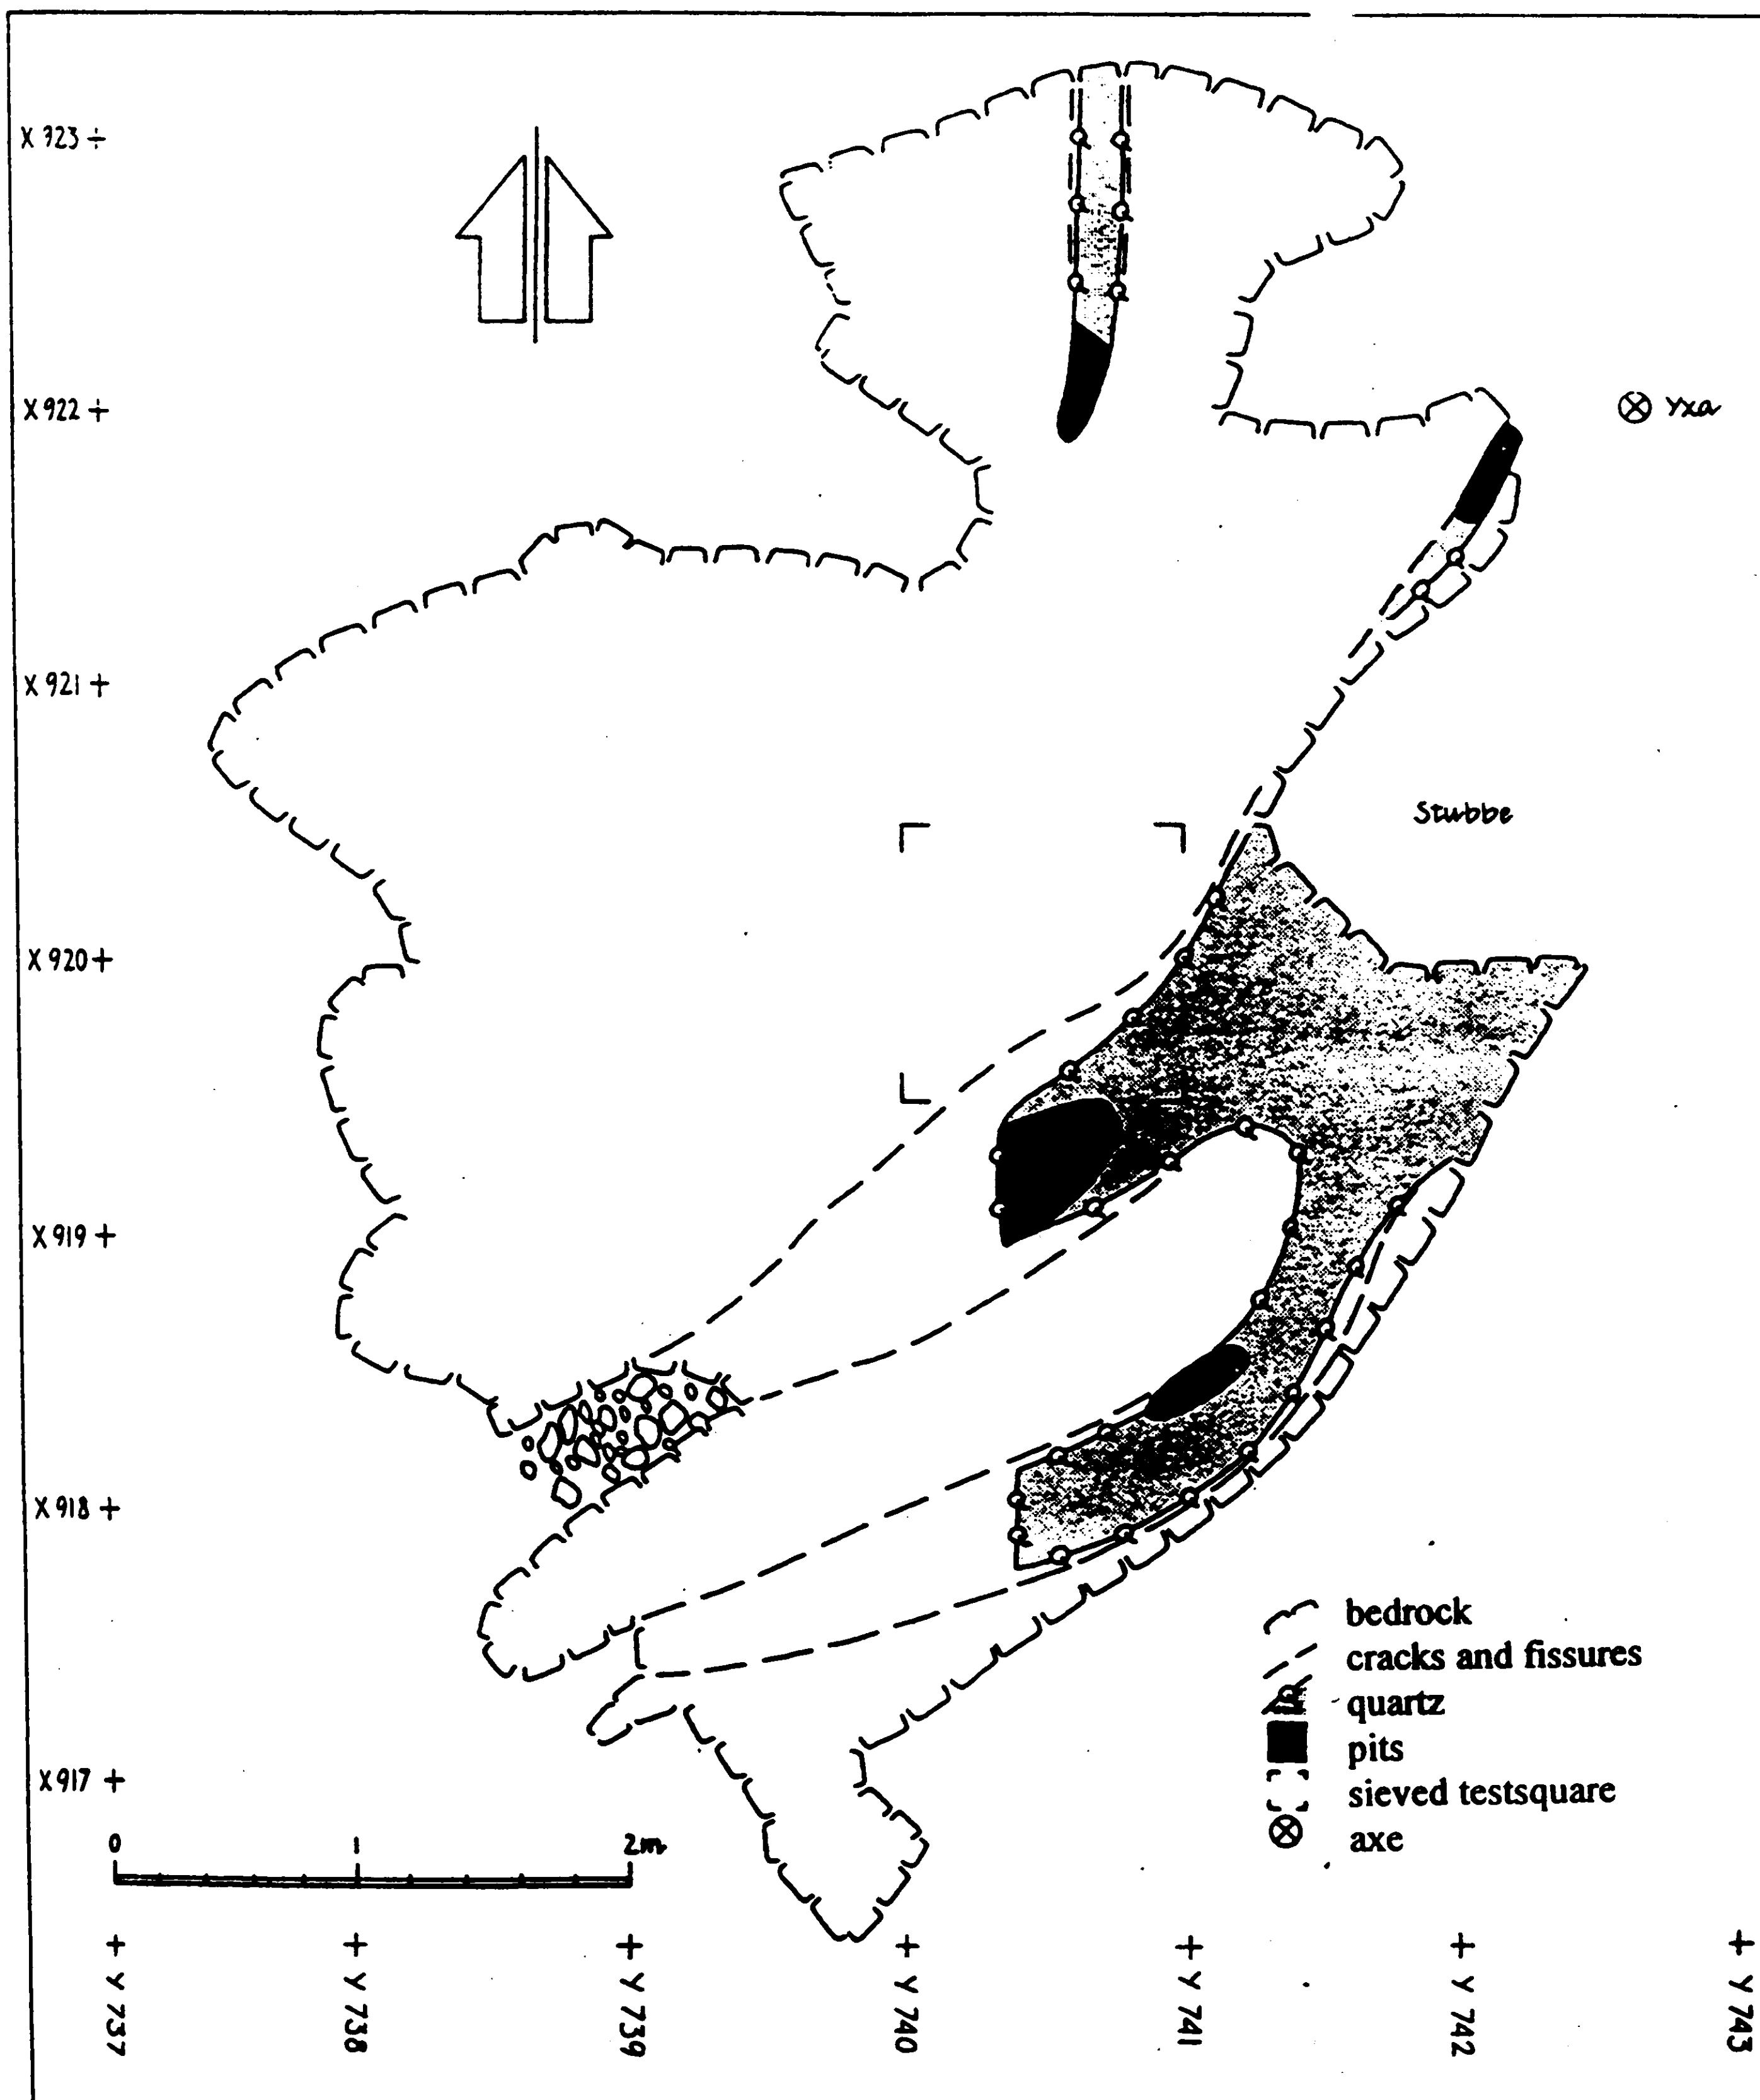 X 923
X 922
Yxa
X 921
Stubbe
X 920
X 919
X 918
bedrock
cracks and fissures
quartz
pits
X 917
sieved testsquare
axe
0 1 2m
Y 737 Y 738 Y 739 Y 740 Y 741 Y 742 Y 743